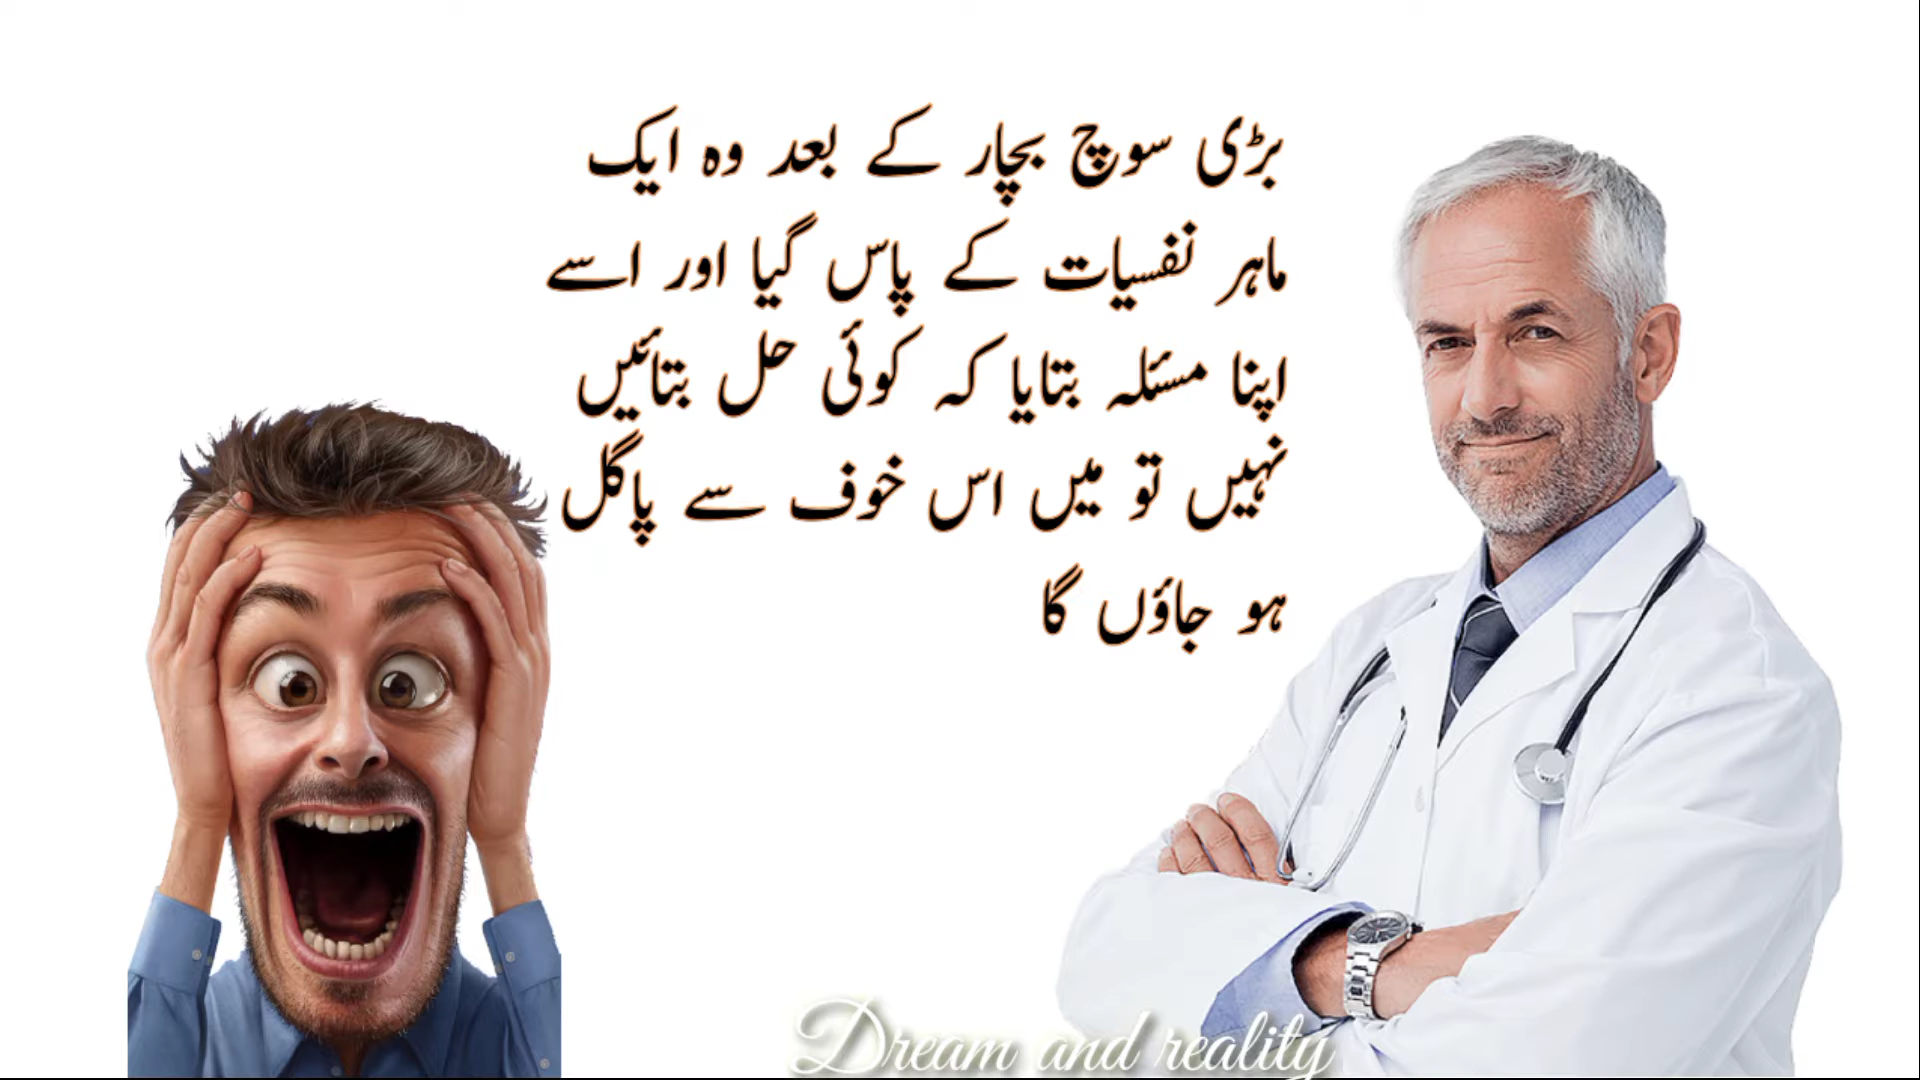 بڑی سوچ بچار کے بعد وہ ایک
ماہر نفسیات کے پاس گیا اور اسے
اپنا مسئلہ بتایا کہ کوئی حل بتائیں
نہیں تو میں اس خوف سے پاگل
ہو جاؤں گا
Dream and reality